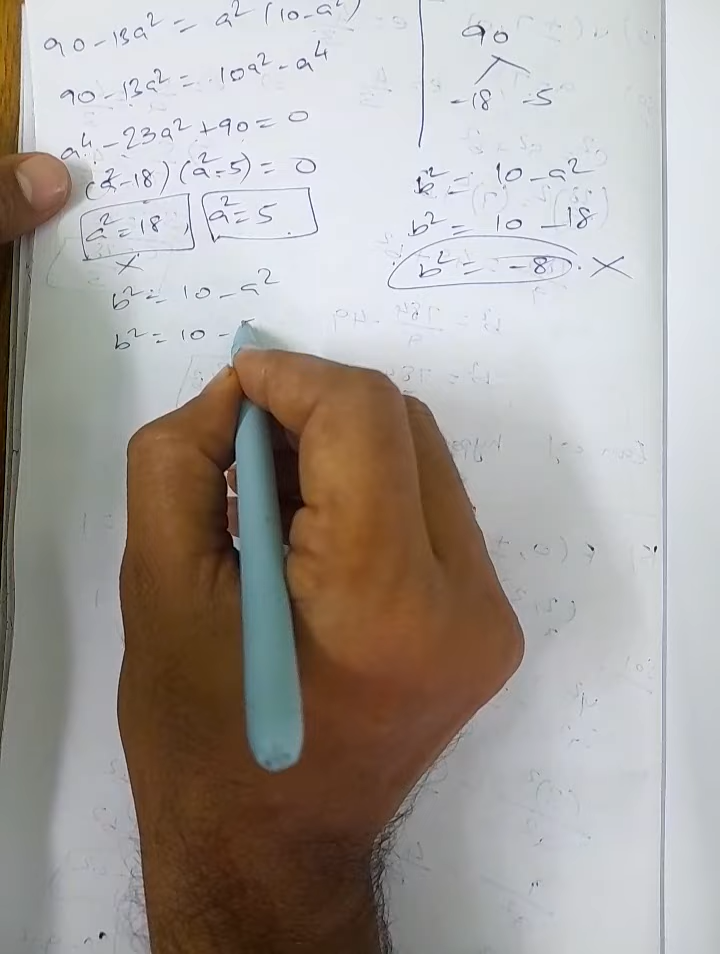 90 - 13a² = a² (10 - a²)
90 - 13a² = 10a² - a⁴
a⁴ - 23a² + 90 = 0
(a² - 18) (a² - 5) = 0
a² = 18 a² = 5
×
b² = 10 - a²
b² = 10 -
90
-18 -5
b² = 10 - a²
b² = 10 - 18
b² = -8 . ×